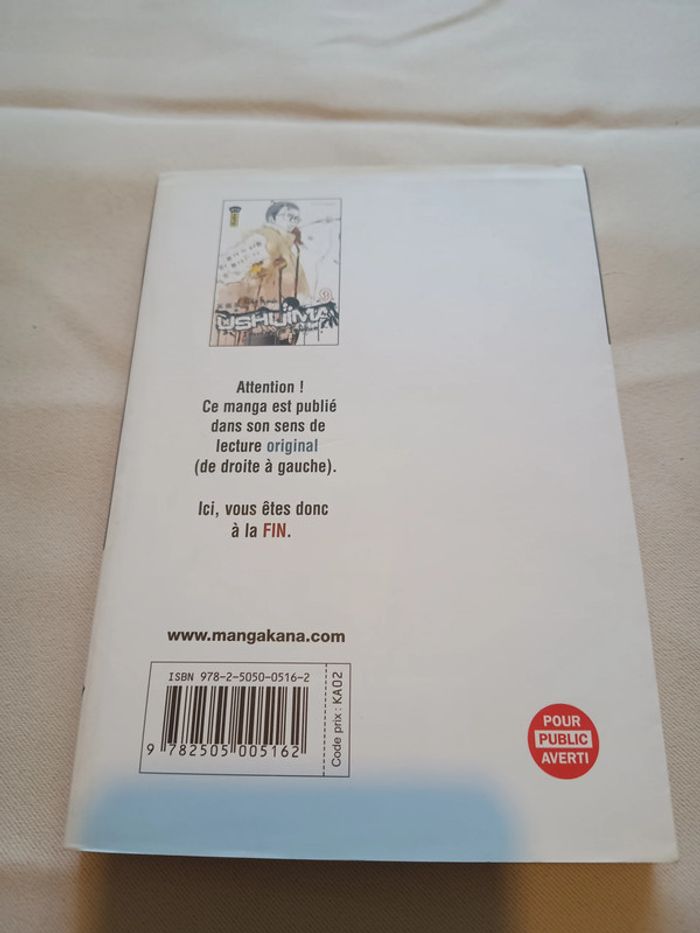 USHIJIMA
Attention !
Ce manga est publié
dans son sens de
lecture original
(de droite à gauche).
Ici, vous êtes donc
à la FIN.
www.mangakana.com
ISBN 978-2-5050-0516-2
9 782505 005162
Code prix : KA02
POUR
PUBLIC
AVERTI